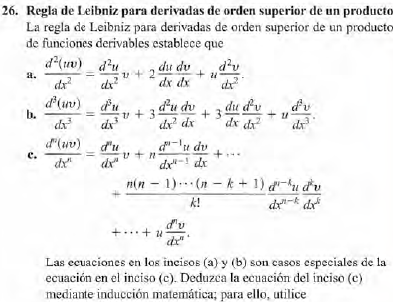 26. Regla de Leibniz para derivadas de orden superior de un producto
La regla de Leibniz para derivadas de orden superior de un producto
de funciones derivables establece que
a. d²(uv)/dx² = d²u/dx² v + 2 du/dx dv/dx + u d²v/dx².
b. d³(uv)/dx³ = d³u/dx³ v + 3 d²u/dx² dv/dx + 3 du/dx d²v/dx² + u d³v/dx³.
c. dⁿ(uv)/dxⁿ = dⁿu/dxⁿ v + n dⁿ⁻¹u/dxⁿ⁻¹ dv/dx + ···
+ n(n − 1)···(n − k + 1)/k! dⁿ⁻ᵏu/dxⁿ⁻ᵏ dᵏv/dxᵏ
+ ··· + u dⁿv/dxⁿ.
Las ecuaciones en los incisos (a) y (b) son casos especiales de la
ecuación en el inciso (c). Deduzca la ecuación del inciso (c)
mediante inducción matemática; para ello, utilice